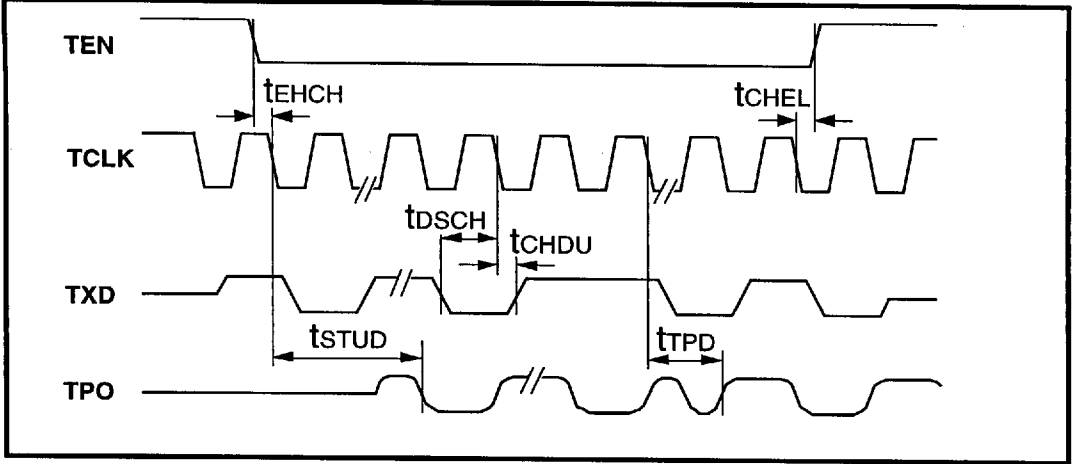 TEN
tEHCH
tCHEL
TCLK
tDSCH
tCHDU
TXD
tSTUD
tTPD
TPO